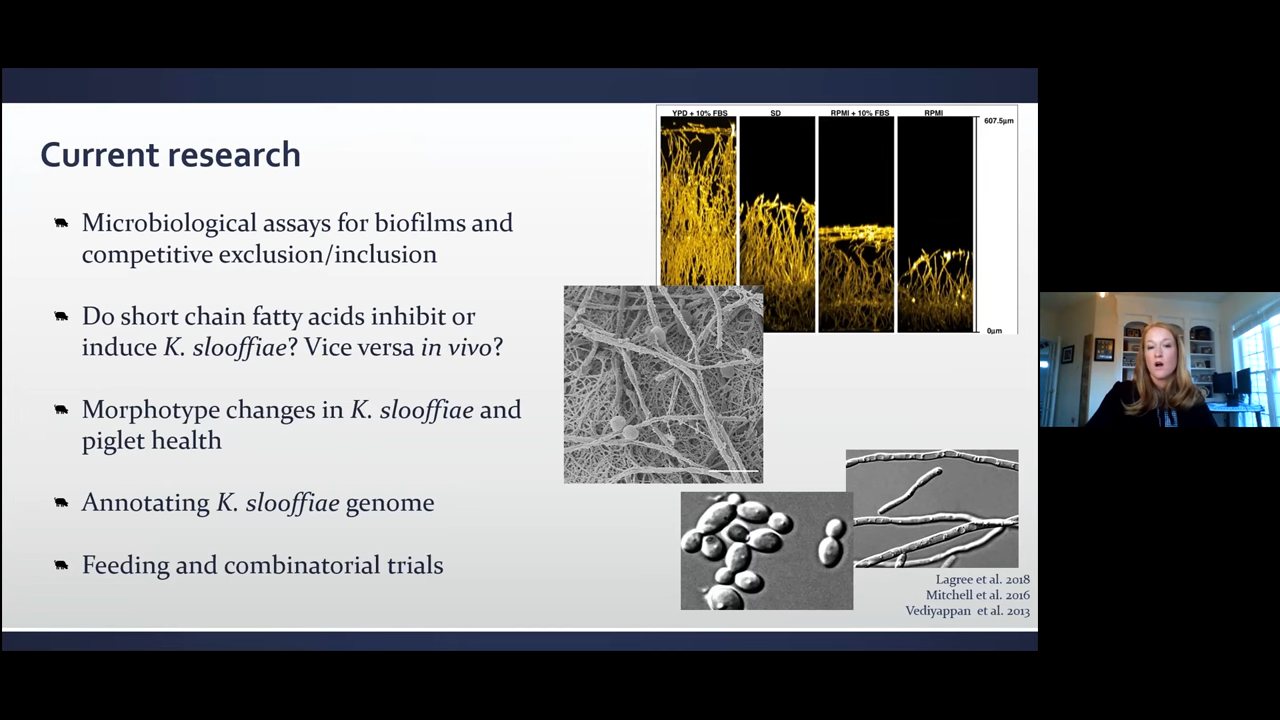 Current research
Microbiological assays for biofilms and
competitive exclusion/inclusion
Do short chain fatty acids inhibit or
induce K. slooffiae? Vice versa in vivo?
Morphotype changes in K. slooffiae and
piglet health
Annotating K. slooffiae genome
Feeding and combinatorial trials
YPD + 10% FBS SD RPMI + 10% FBS RPMI
607.5µm
0µm
Lagree et al. 2018
Mitchell et al. 2016
Vediyappan et al. 2013